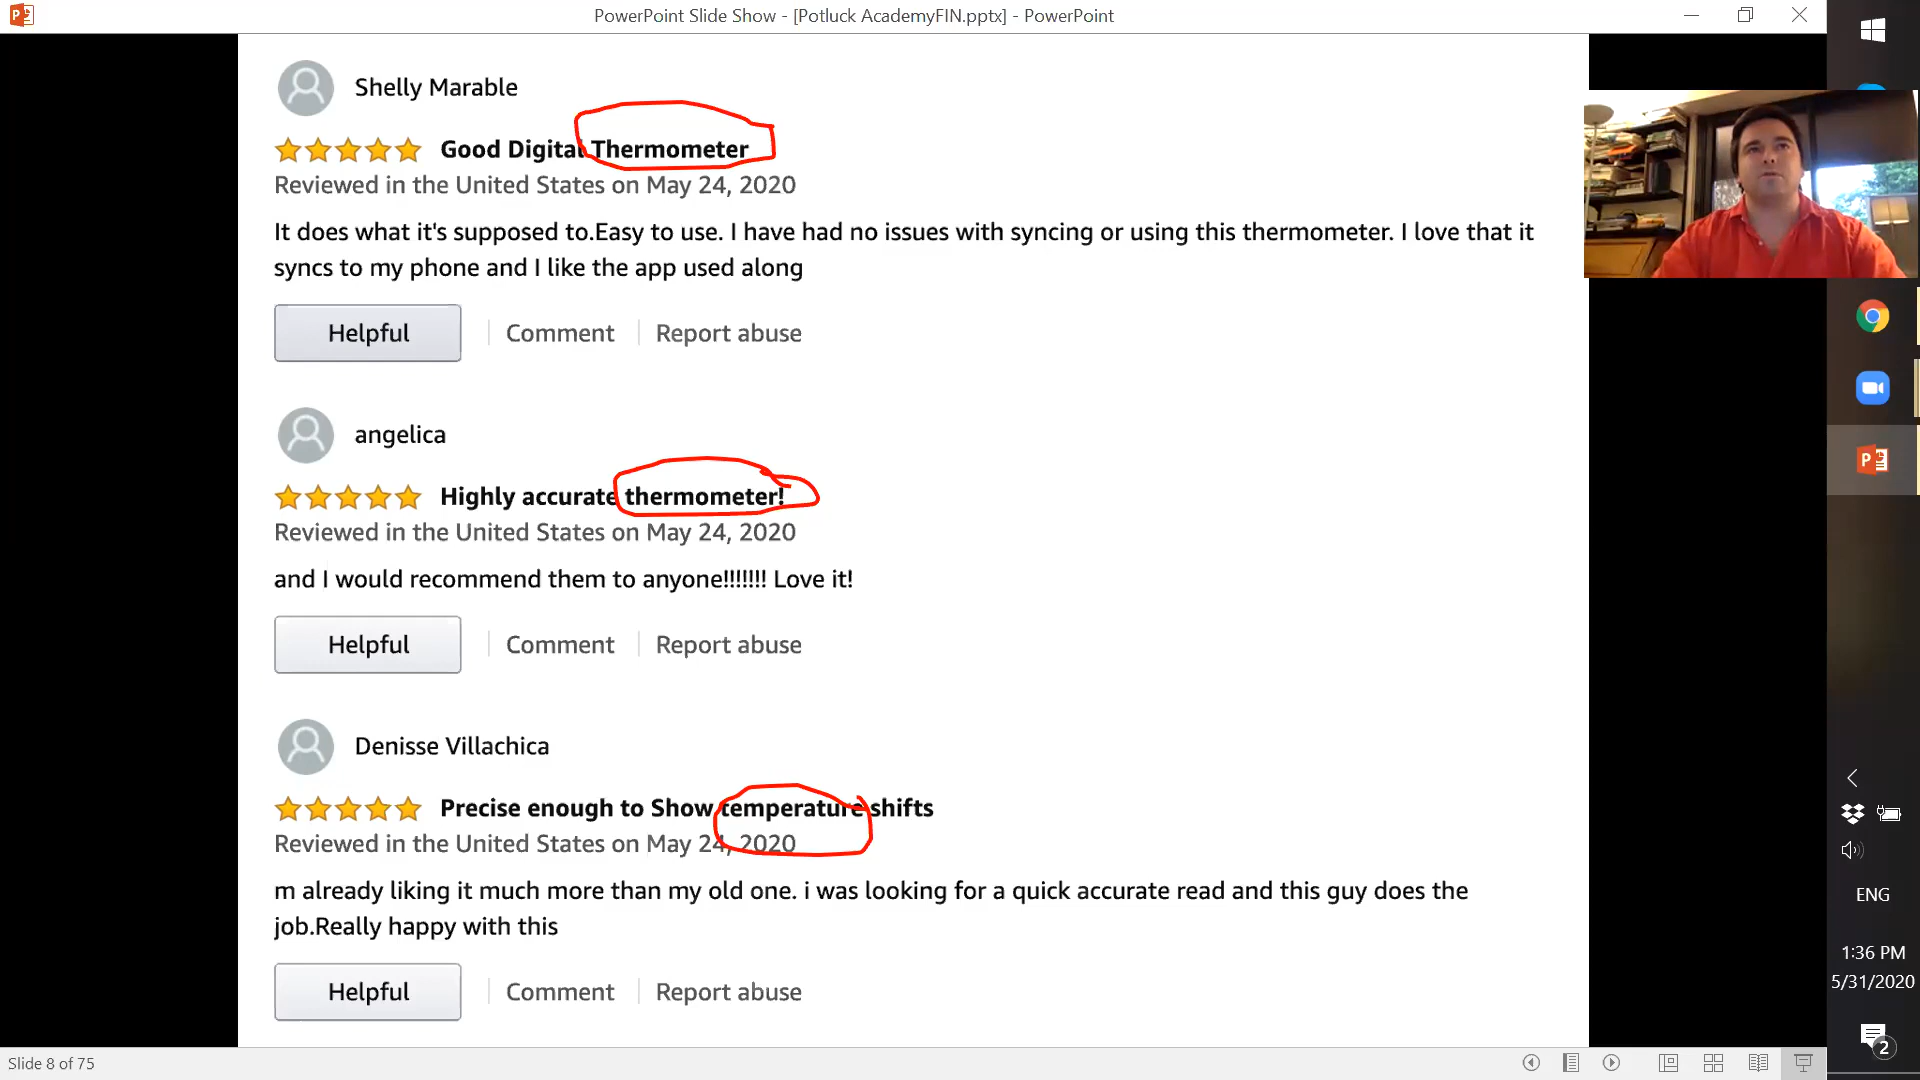 PowerPoint Slide Show - [Potluck AcademyFIN.pptx] - PowerPoint
Shelly Marable
Good Digital Thermometer
Reviewed in the United States on May 24, 2020
It does what it's supposed to.Easy to use. I have had no issues with syncing or using this thermometer. I love that it
syncs to my phone and I like the app used along
Helpful
Comment
Report abuse
angelica
Highly accurate thermometer!
Reviewed in the United States on May 24, 2020
and I would recommend them to anyone!!!!!!! Love it!
Helpful
Comment
Report abuse
Denisse Villachica
Precise enough to Show temperature shifts
Reviewed in the United States on May 24, 2020
m already liking it much more than my old one. i was looking for a quick accurate read and this guy does the
job.Really happy with this
Helpful
Comment
Report abuse
ENG
1:36 PM
5/31/2020
2
Slide 8 of 75